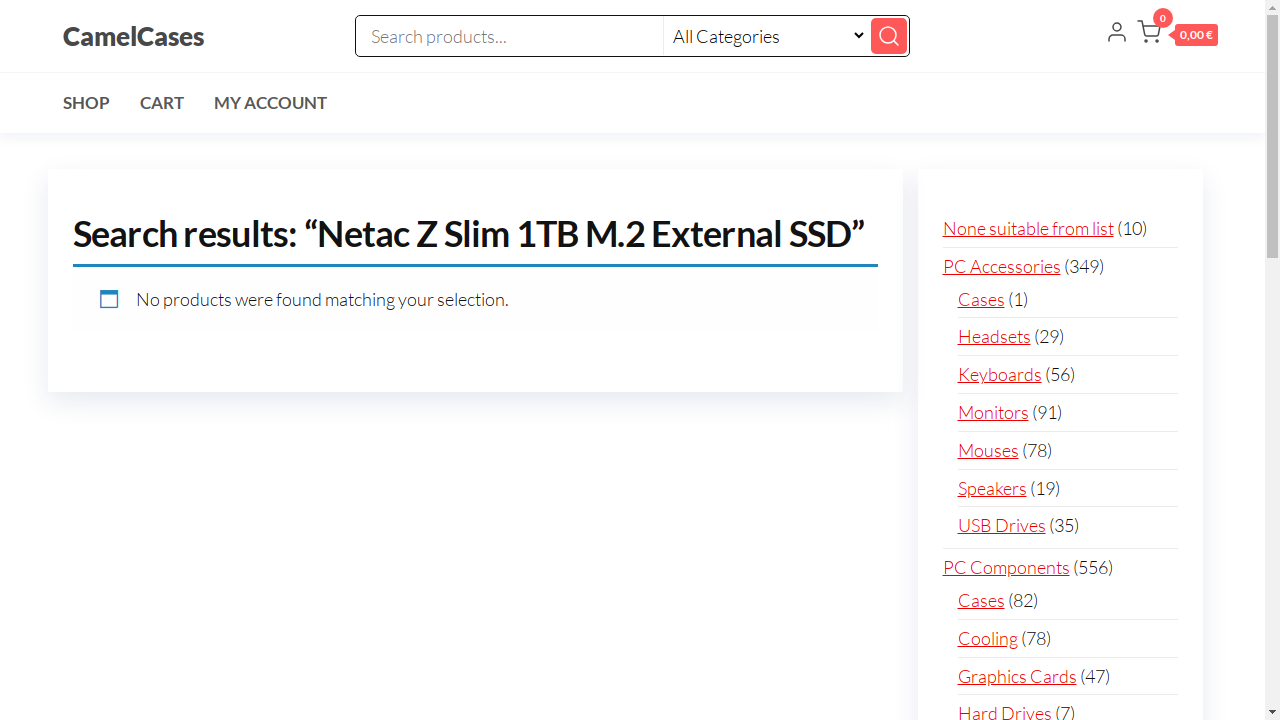 CamelCases
Search products...
All Categories
0
0,00 €
SHOP
CART
MY ACCOUNT
Search results: “Netac Z Slim 1TB M.2 External SSD”
No products were found matching your selection.
None suitable from list (10)
PC Accessories (349)
Cases (1)
Headsets (29)
Keyboards (56)
Monitors (91)
Mouses (78)
Speakers (19)
USB Drives (35)
PC Components (556)
Cases (82)
Cooling (78)
Graphics Cards (47)
Hard Drives (7)